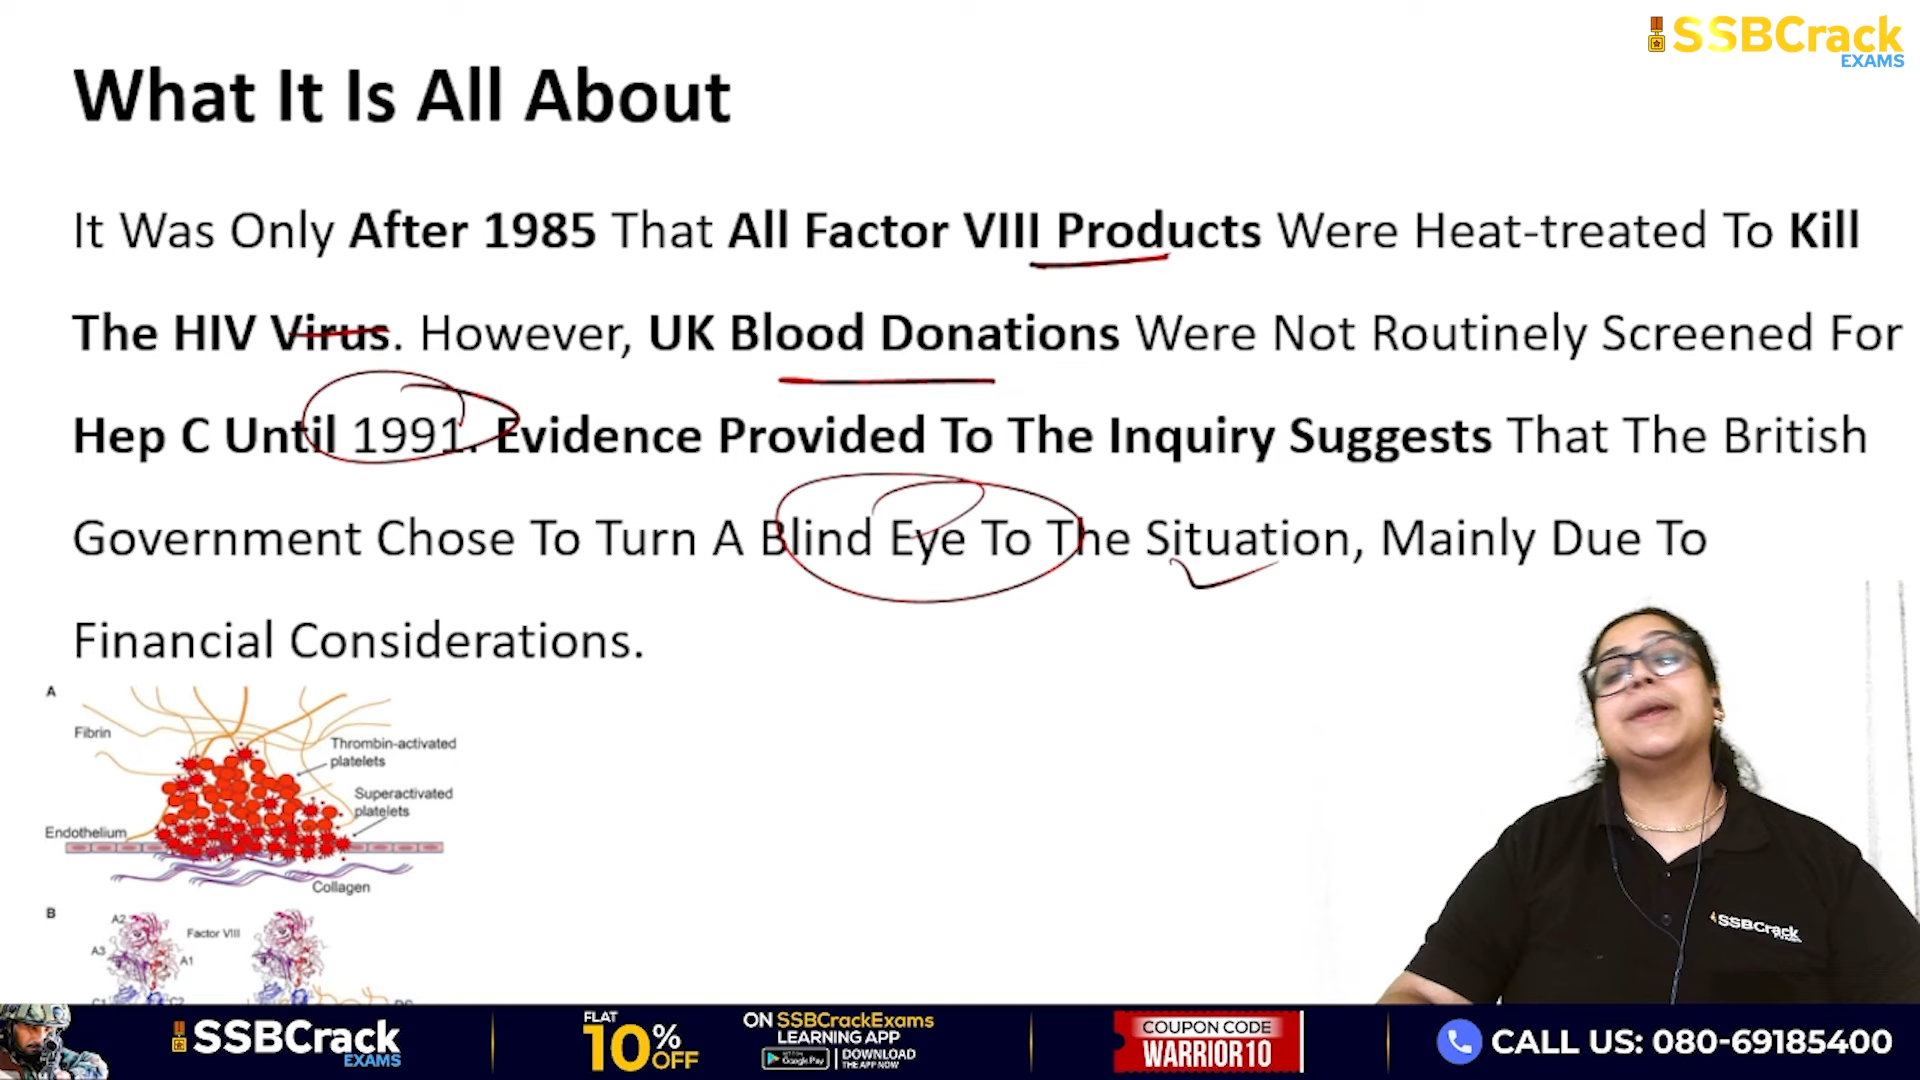 SSBCrack
EXAMS
What It Is All About
It Was Only After 1985 That All Factor VIII Products Were Heat-treated To Kill
The HIV Virus. However, UK Blood Donations Were Not Routinely Screened For
Hep C Until 1991. Evidence Provided To The Inquiry Suggests That The British
Government Chose To Turn A Blind Eye To The Situation, Mainly Due To
Financial Considerations.
A
Fibrin
Thrombin-activated
platelets
Superactivated
platelets
Endothelium
Collagen
B
A2
Factor VIII
A3
A1
SSBCrack
EXAMS
SSBCrack
EXAMS
FLAT
10% OFF
ON SSBCrackExams
LEARNING APP
Google Play
DOWNLOAD
THE APP NOW
COUPON CODE
WARRIOR10
CALL US: 080-69185400